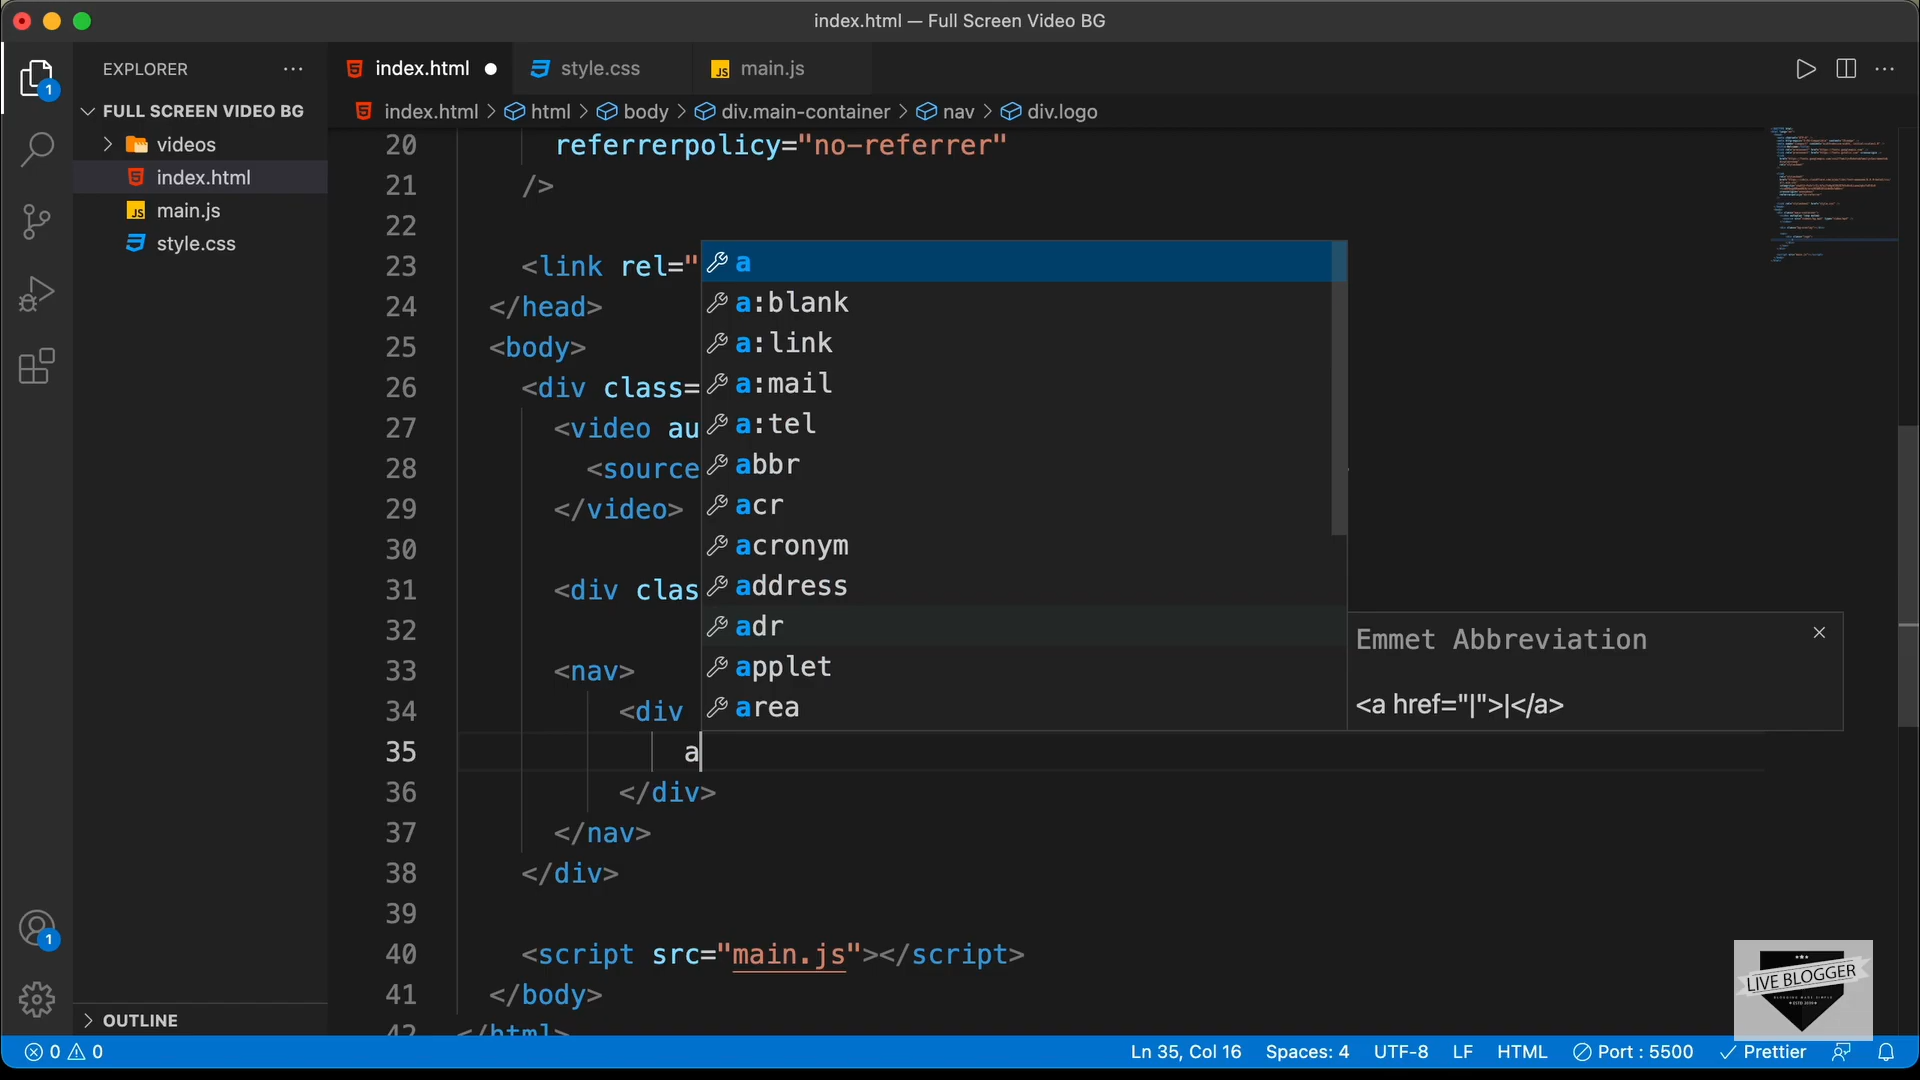 index.html — Full Screen Video BG
EXPLORER
index.html
style.css
main.js
1
FULL SCREEN VIDEO BG
index.html > html > body > div.main-container > nav > div.logo
videos
index.html
main.js
style.css
20 referrerpolicy="no-referrer"
21 />
22
23 <link rel="
24 </head>
25 <body>
26 <div class=
27 <video au
28 <source
29 </video>
30
31 <div clas
32
33 <nav>
34 <div
35 a
36 </div>
37 </nav>
38 </div>
39
40 <script src="main.js"></script>
41 </body>
42 </html>
a
a:blank
a:link
a:mail
a:tel
abbr
acr
acronym
address
adr
applet
area
Emmet Abbreviation
<a href="|">|</a>
1
OUTLINE
LIVE BLOGGER
0 0
Ln 35, Col 16
Spaces: 4
UTF-8
LF
HTML
Port : 5500
Prettier